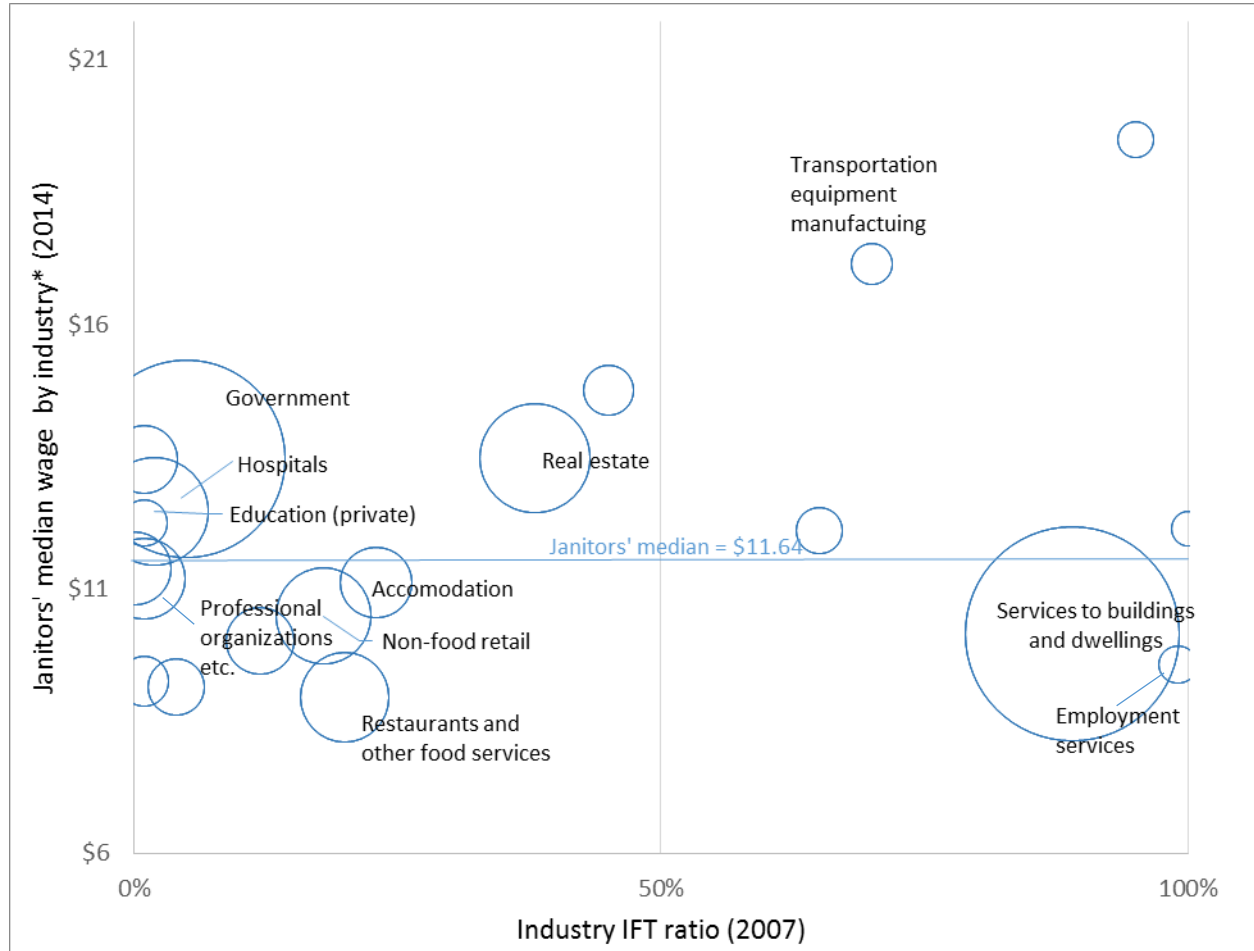 $21
$16
$11
$6
Janitors' median wage by industry* (2014)
Transportation
equipment
manufactuing
Government
Hospitals
Education (private)
Real estate
Janitors' median = $11.64
Accomodation
Professional
organizations
etc.
Non-food retail
Restaurants and
other food services
Services to buildings
and dwellings
Employment
services
0%
50%
100%
Industry IFT ratio (2007)